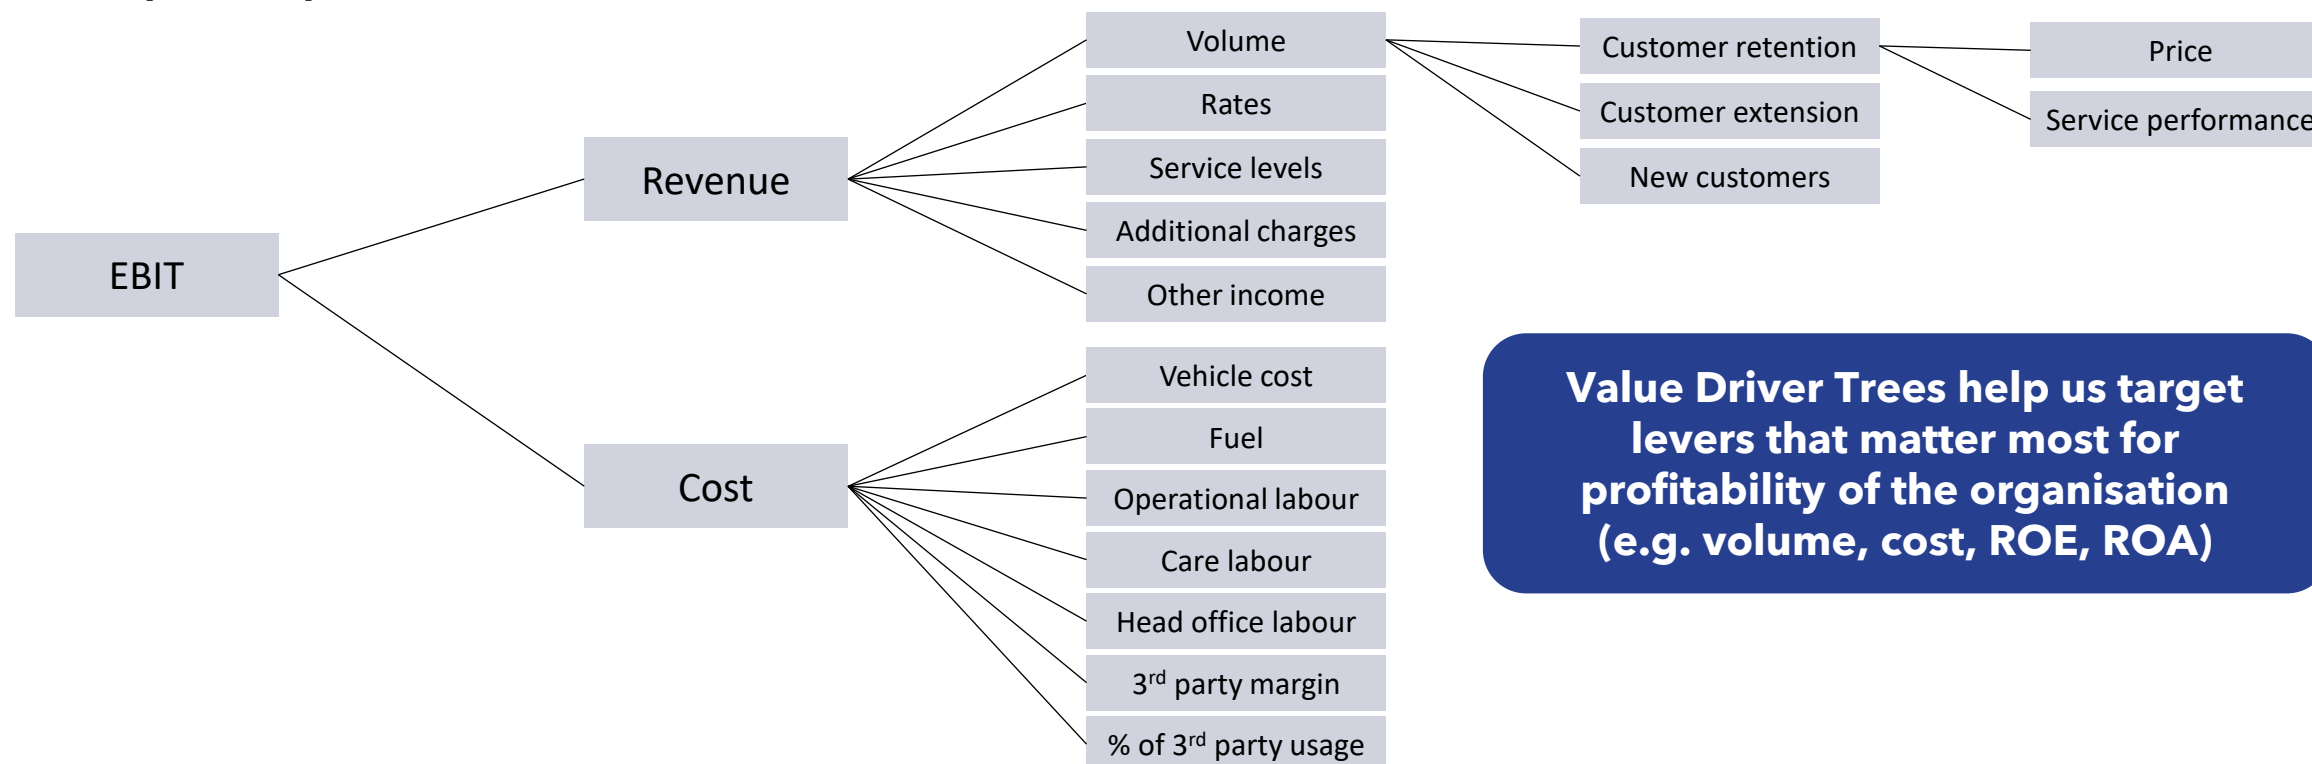 EBIT
Revenue
Cost
Volume
Rates
Service levels
Additional charges
Other income
Vehicle cost
Fuel
Operational labour
Care labour
Head office labour
3rd party margin
% of 3rd party usage
Customer retention
Customer extension
New customers
Price
Service performance
Value Driver Trees help us target
levers that matter most for
profitability of the organisation
(e.g. volume, cost, ROE, ROA)